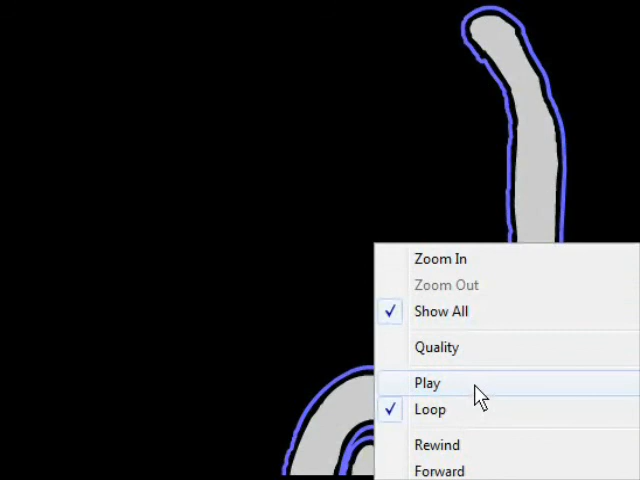 Zoom In
Zoom Out
Show All
Quality
Play
Loop
Rewind
Forward